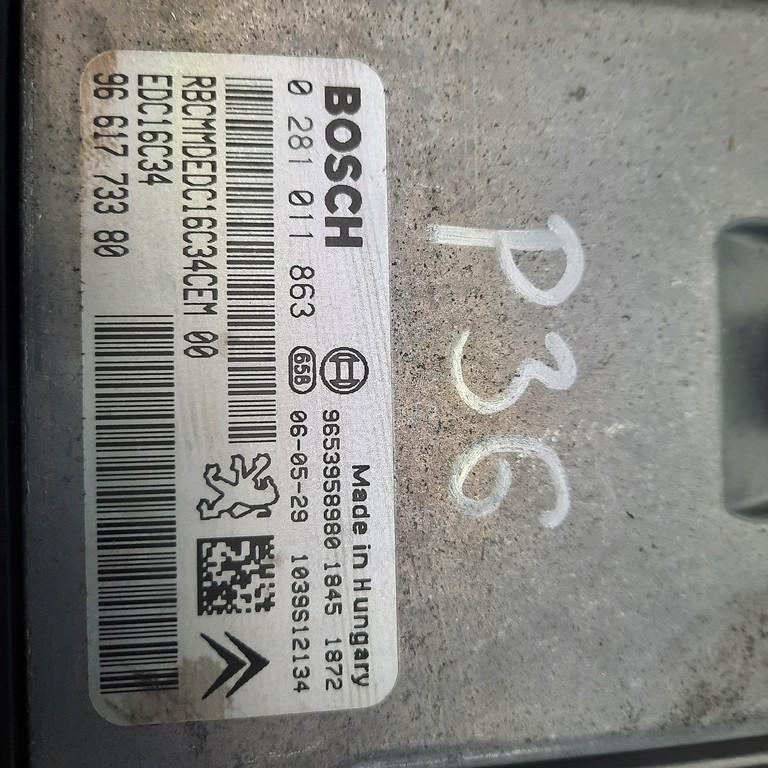 BOSCH
0 281 011 863
RBCMMDEDC16C34CEM 00
EDC16C34
96 617 733 80
Made in Hungary
9653958980 1845 1872
658 06-05-29 1039S12134
P36